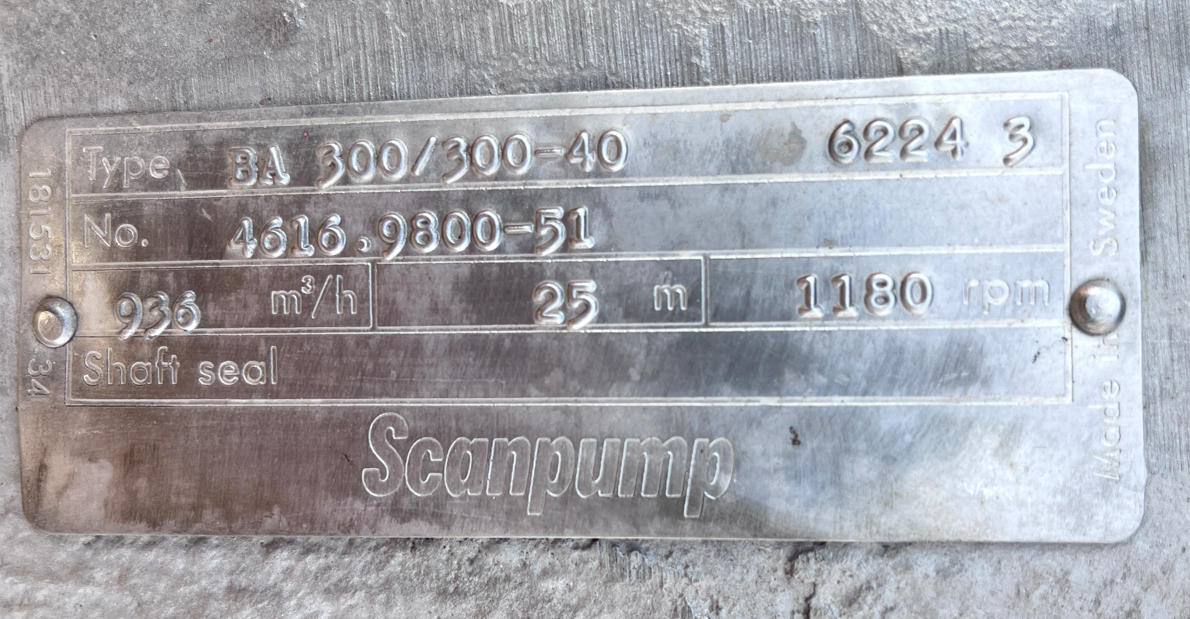 Type BA 300/300-40 6224 3
No. 4616.9800-51
936 m³/h 25 m 1180 rpm
Shaft seal
Scanpump
Made in Sweden
181531 34